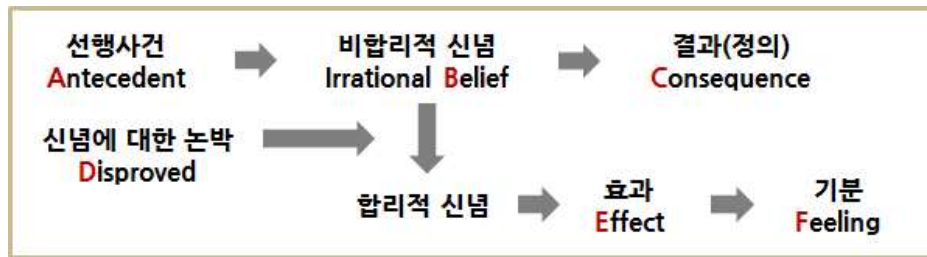 선행사건
Antecedent
비합리적 신념
Irrational Belief
결과(정의)
Consequence
신념에 대한 논박
Disproved
합리적 신념
효과
Effect
기분
Feeling